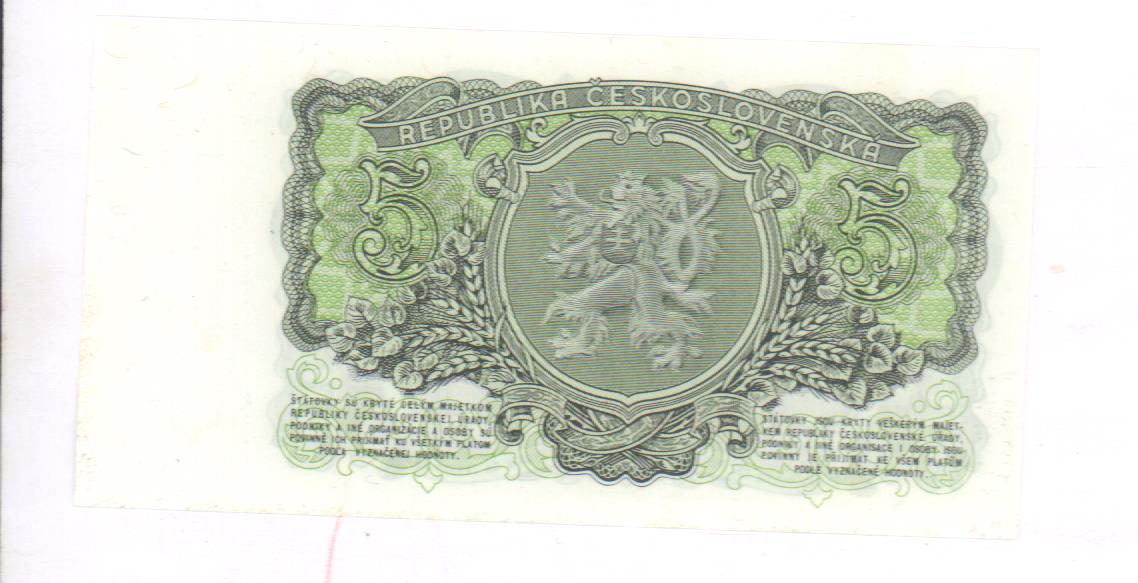 REPUBLIKA ČESKOSLOVENSKÁ
5
5
ŠTÁTOVKY SÚ KRYTÉ CELÝM MAJETKOM
REPUBLIKY ČESKOSLOVENSKEJ. ÚRADY,
PODNIKY A INÉ ORGANIZÁCIE A OSOBY SÚ
POVINNÉ ICH PRIJÍMAŤ KU VŠETKÝM PLATOM
PODĽA VYZNAČENEJ HODNOTY.
STÁTOVKY JSOU KRYTY VEŠKERÝM MAJET-
KEM REPUBLIKY ČESKOSLOVENSKÉ. ÚŘADY,
PODNIKY A JINÉ ORGANISACE I OSOBY JSOU
POVINNY JE PŘIJÍMAT KE VŠEM PLATŮM
PODLE VYZNAČENÉ HODNOTY.